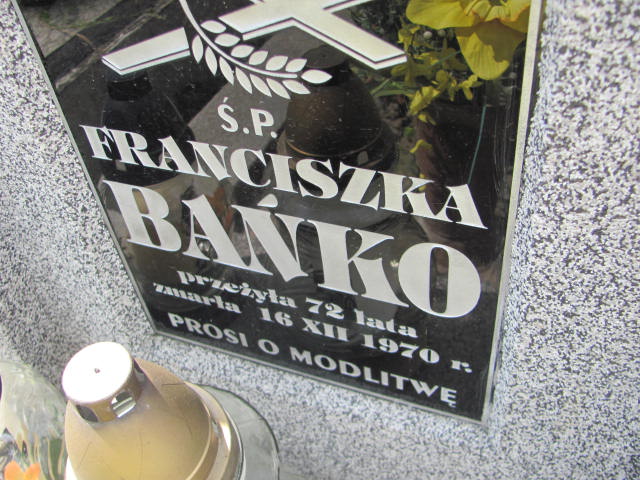 Ś.P.
FRANCISZKA
BAŃKO
przeżyła 72 lata
zmarła 16 XII 1970 r.
PROSI O MODLITWĘ